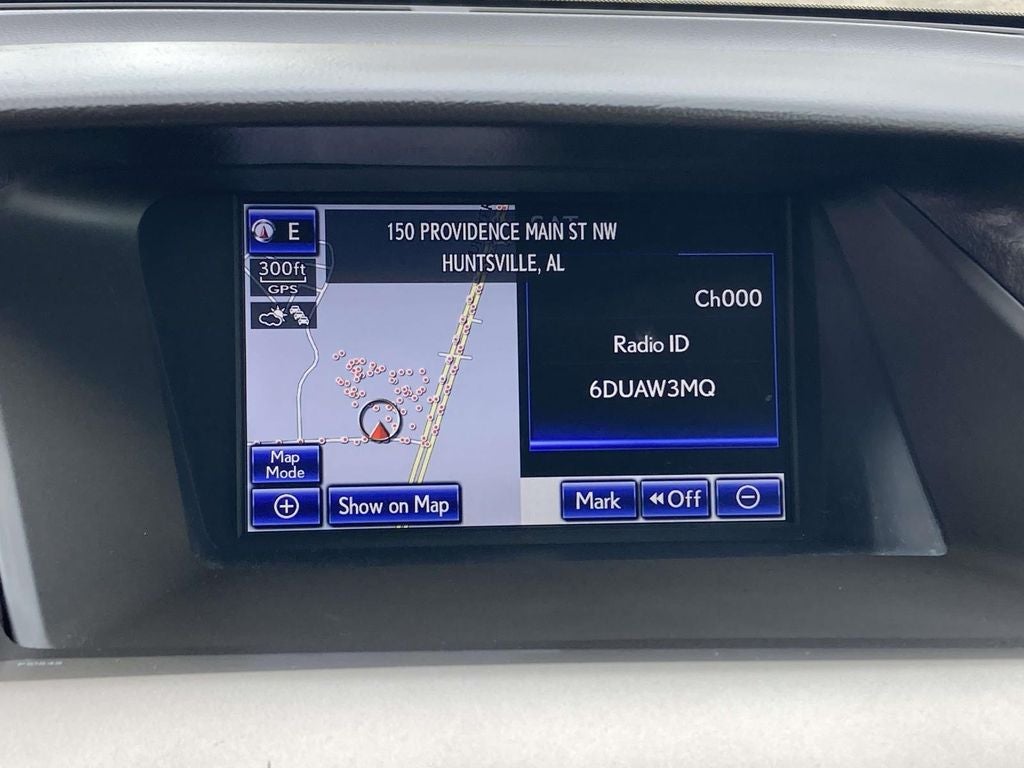 E
150 PROVIDENCE MAIN ST NW
HUNTSVILLE, AL
300ft
GPS
SAT
Ch000
Radio ID
6DUAW3MQ
Map
Mode
Show on Map
Mark
Off